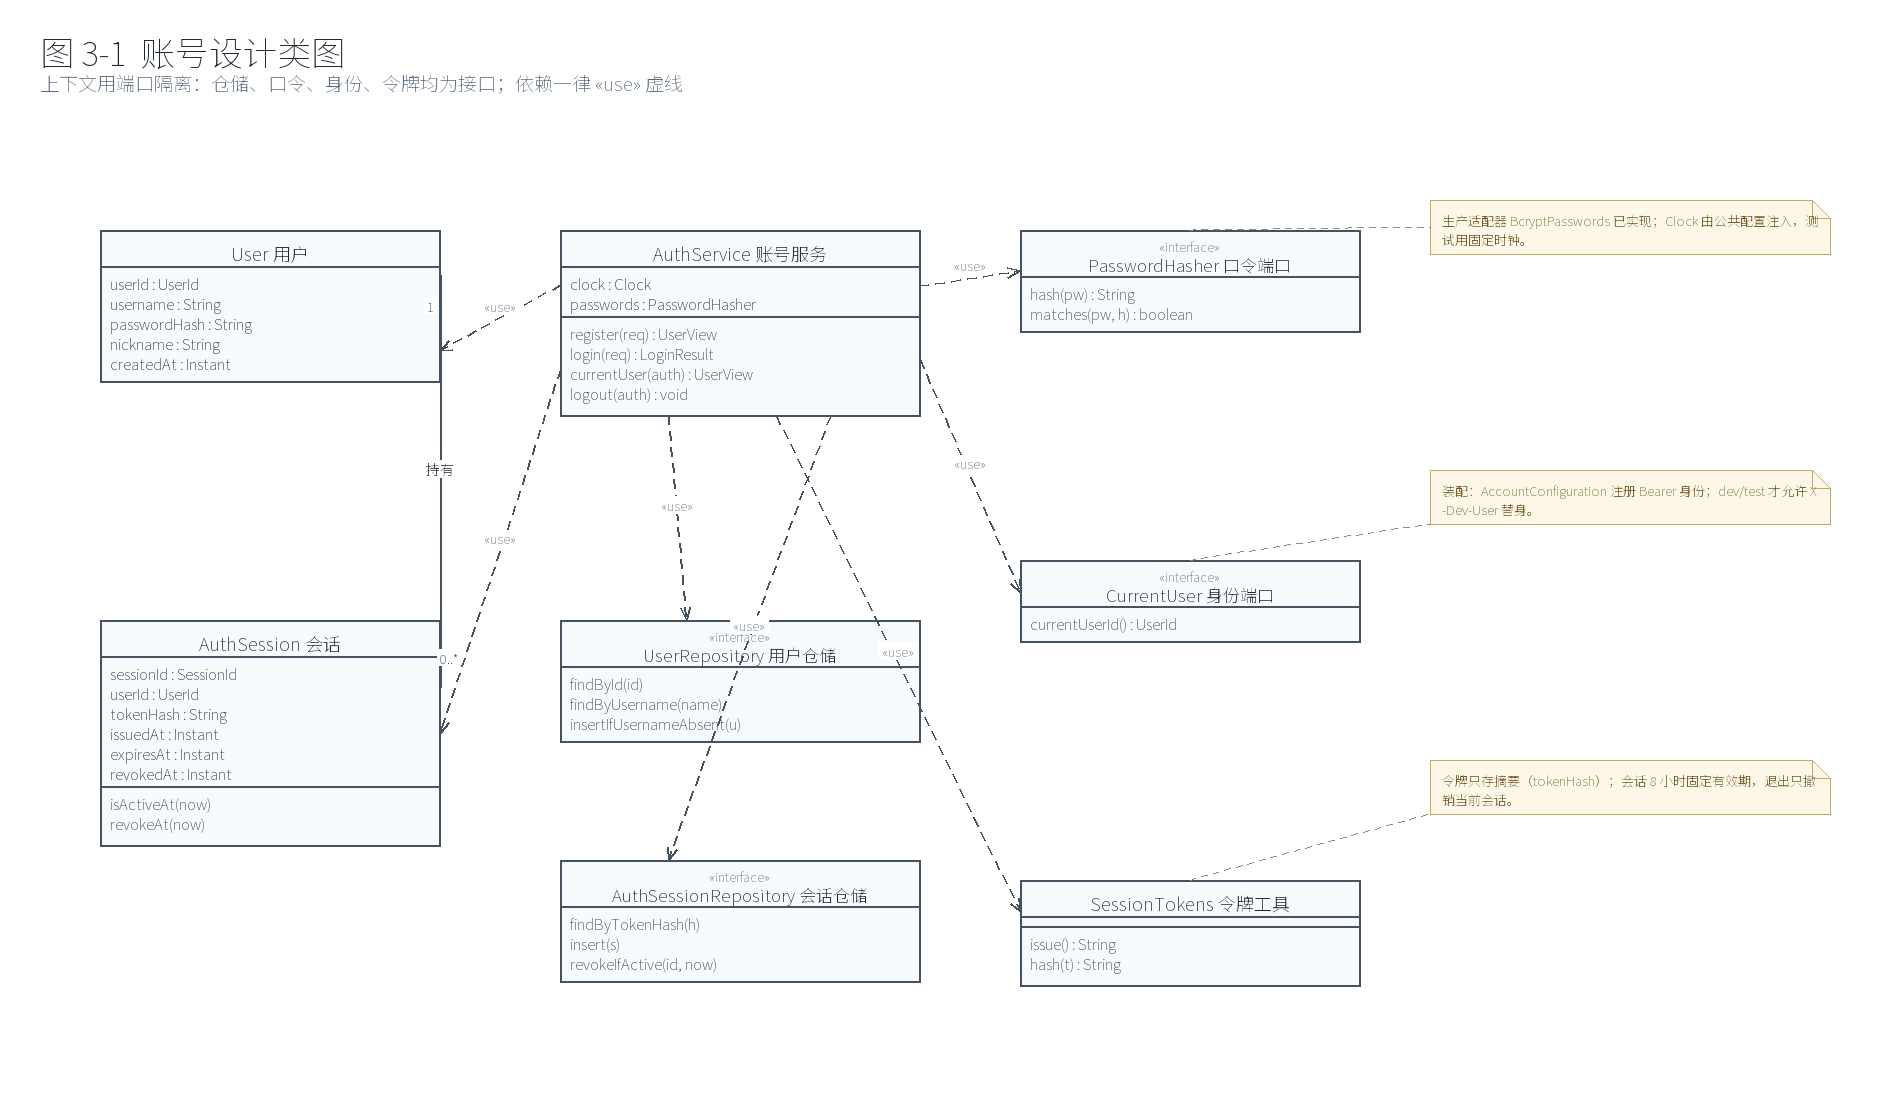 图 3-1 账号设计类图
上下文用端口隔离：仓储、口令、身份、令牌均为接口；依赖一律 «use» 虚线
User 用户
userId : UserId
username : String
passwordHash : String
nickname : String
createdAt : Instant
1
持有
0..*
AuthSession 会话
sessionId : SessionId
userId : UserId
tokenHash : String
issuedAt : Instant
expiresAt : Instant
revokedAt : Instant
isActiveAt(now)
revokeAt(now)
«use»
«use»
AuthService 账号服务
clock : Clock
passwords : PasswordHasher
register(req) : UserView
login(req) : LoginResult
currentUser(auth) : UserView
logout(auth) : void
«use»
«use»
«use»
«interface»
UserRepository 用户仓储
findById(id)
findByUsername(name)
insertIfUsernameAbsent(u)
«interface»
AuthSessionRepository 会话仓储
findByTokenHash(h)
insert(s)
revokeIfActive(id, now)
«use»
«use»
«interface»
PasswordHasher 口令端口
hash(pw) : String
matches(pw, h) : boolean
«interface»
CurrentUser 身份端口
currentUserId() : UserId
SessionTokens 令牌工具
issue() : String
hash(t) : String
生产适配器 BcryptPasswords 已实现；Clock 由公共配置注入，测
试用固定时钟。
装配：AccountConfiguration 注册 Bearer 身份；dev/test 才允许 X
-Dev-User 替身。
令牌只存摘要（tokenHash）；会话 8 小时固定有效期，退出只撤
销当前会话。